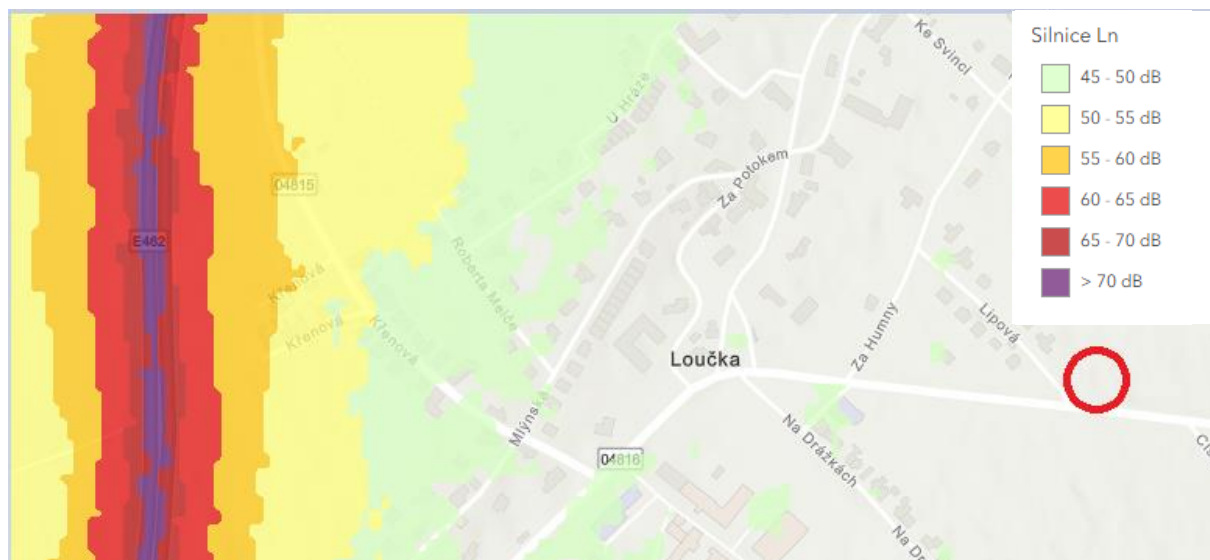 Silnice Ln
45 - 50 dB
50 - 55 dB
55 - 60 dB
60 - 65 dB
65 - 70 dB
> 70 dB
Ke Svinci
U Hráze
Za Potokem
04815
E462
Roberta Melče
Křenová
Křenová
Křenová
Lipová
Za Humny
Loučka
Mlýnská
04816
Na Drážkách
Na Dr